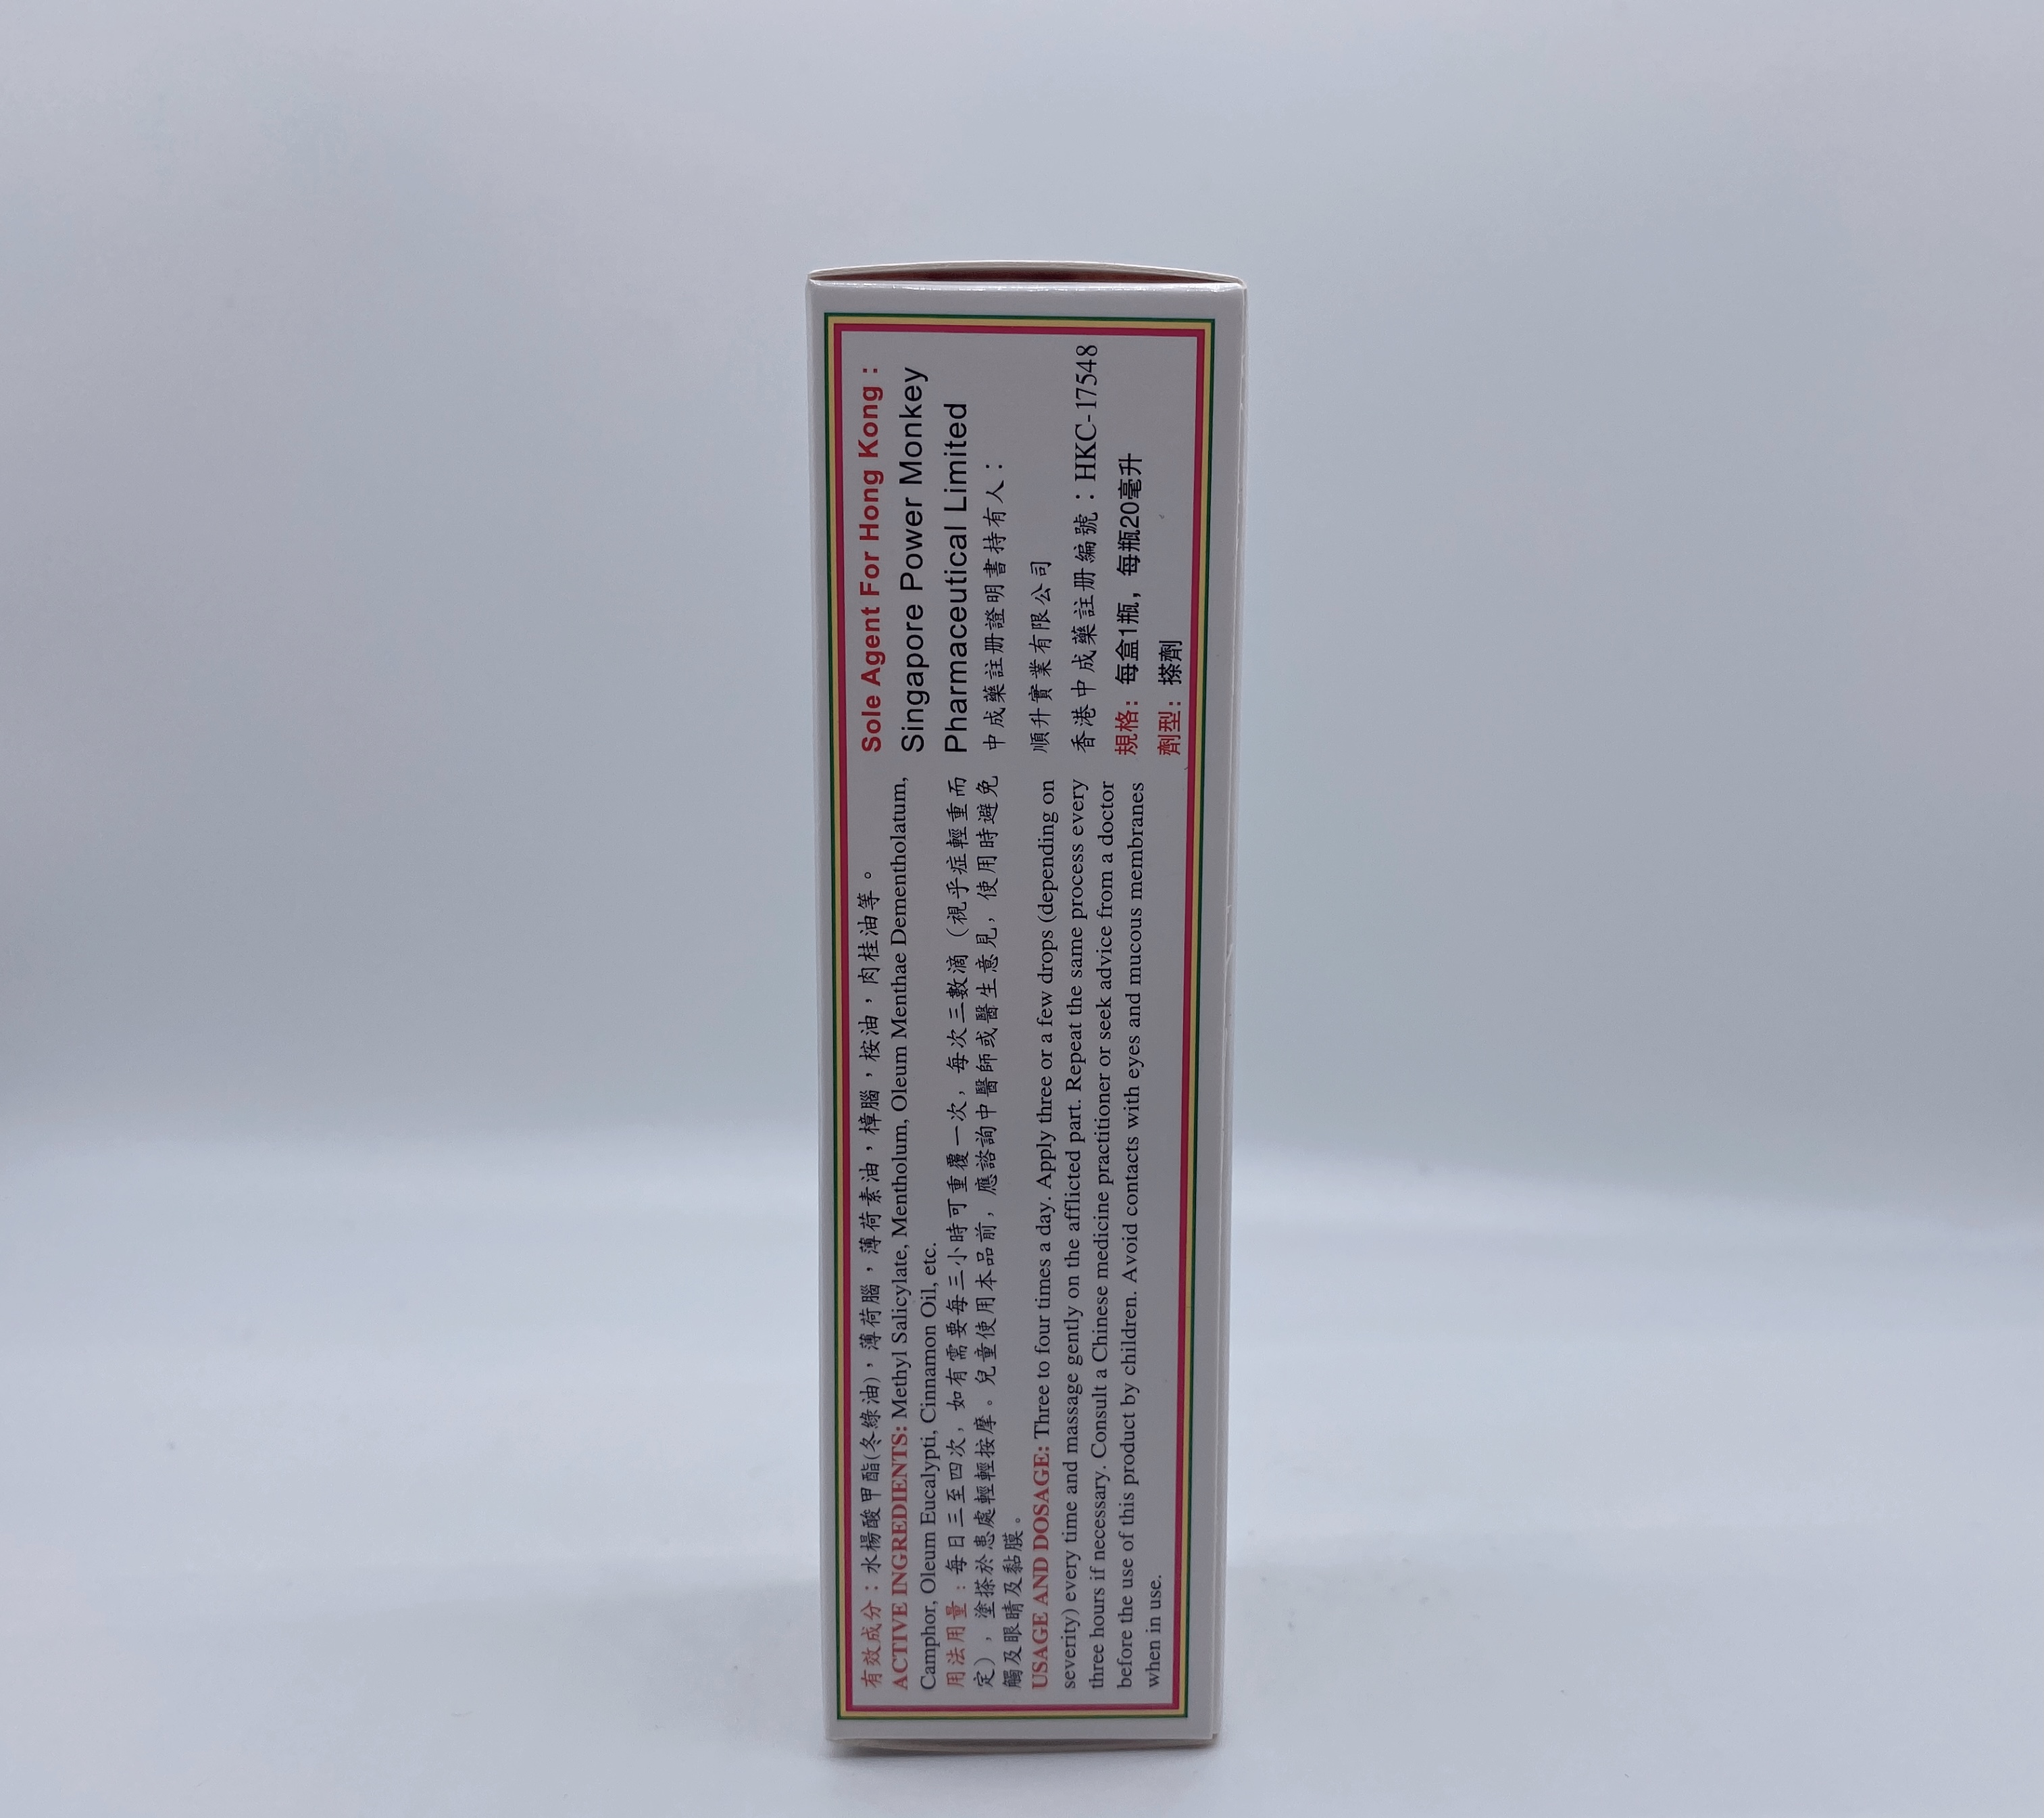 有效成分：水楊酸甲酯(冬綠油)，薄荷腦，薄荷素油，樟腦，桉油，肉桂油等。
ACTIVE INGREDIENTS: Methyl Salicylate, Mentholum, Oleum Menthae Dementholatum,
Camphor, Oleum Eucalypti, Cinnamon Oil, etc.
用法用量：每日三至四次，如有需要每三小時可重覆一次，每次三數滴（視乎症輕重而
定），塗搽於患處輕輕按摩。兒童使用本品前，應諮詢中醫師或醫生意見，使用時避免
觸及眼睛及黏膜。
USAGE AND DOSAGE: Three to four times a day. Apply three or a few drops (depending on
severity) every time and massage gently on the afflicted part. Repeat the same process every
three hours if necessary. Consult a Chinese medicine practitioner or seek advice from a doctor
before the use of this product by children. Avoid contacts with eyes and mucous membranes
when in use.
Sole Agent For Hong Kong :
Singapore Power Monkey
Pharmaceutical Limited
中成藥註册證明書持有人：
順升實業有限公司
香港中成藥註册編號：HKC-17548
規格：每盒1瓶，每瓶20毫升
劑型：搽劑